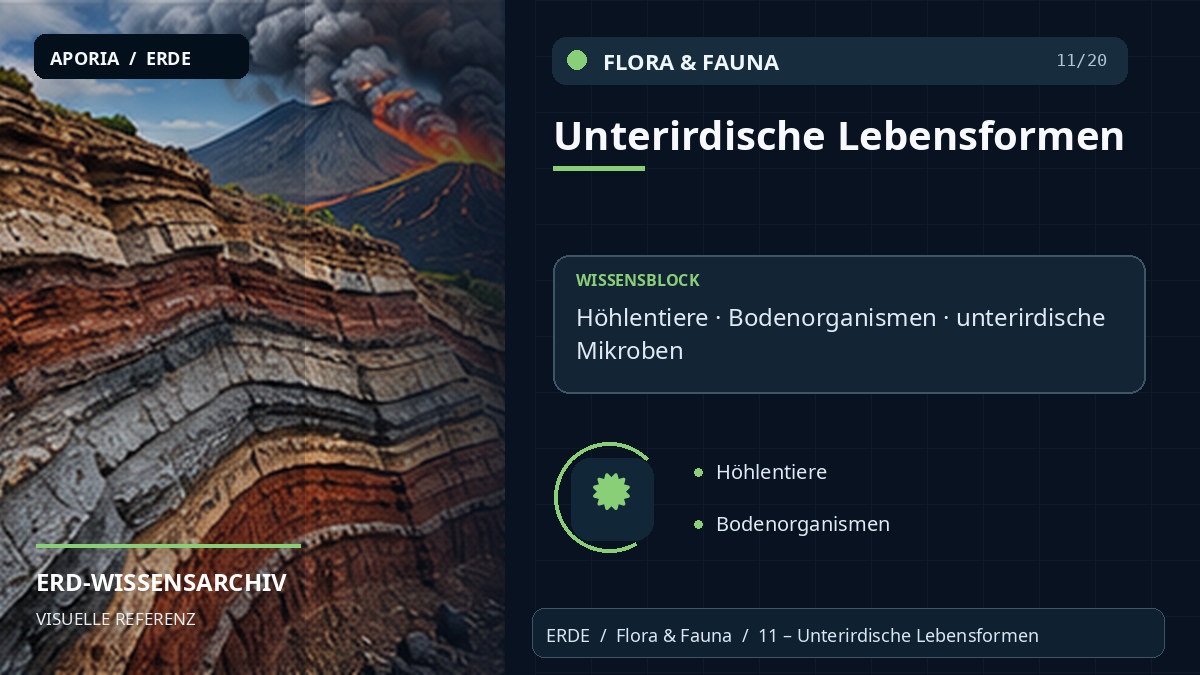 APORIA / ERDE
FLORA & FAUNA
11/20
Unterirdische Lebensformen
WISSENSBLOCK
Höhlentiere · Bodenorganismen · unterirdische
Mikroben
Höhlentiere
Bodenorganismen
ERD-WISSENSARCHIV
VISUELLE REFERENZ
ERDE / Flora & Fauna / 11 – Unterirdische Lebensformen